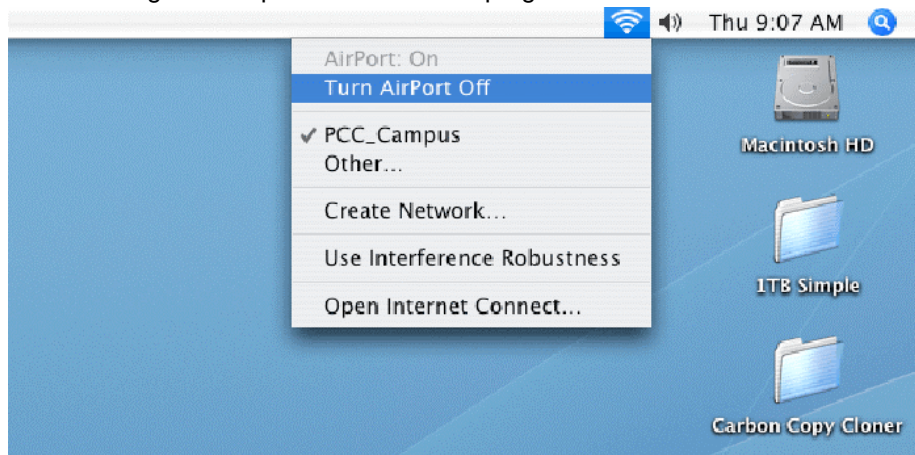 Thu 9:07 AM
AirPort: On
Turn AirPort Off
PCC_Campus
Other...
Create Network...
Use Interference Robustness
Open Internet Connect...
Macintosh HD
1TB Simple
Carbon Copy Cloner